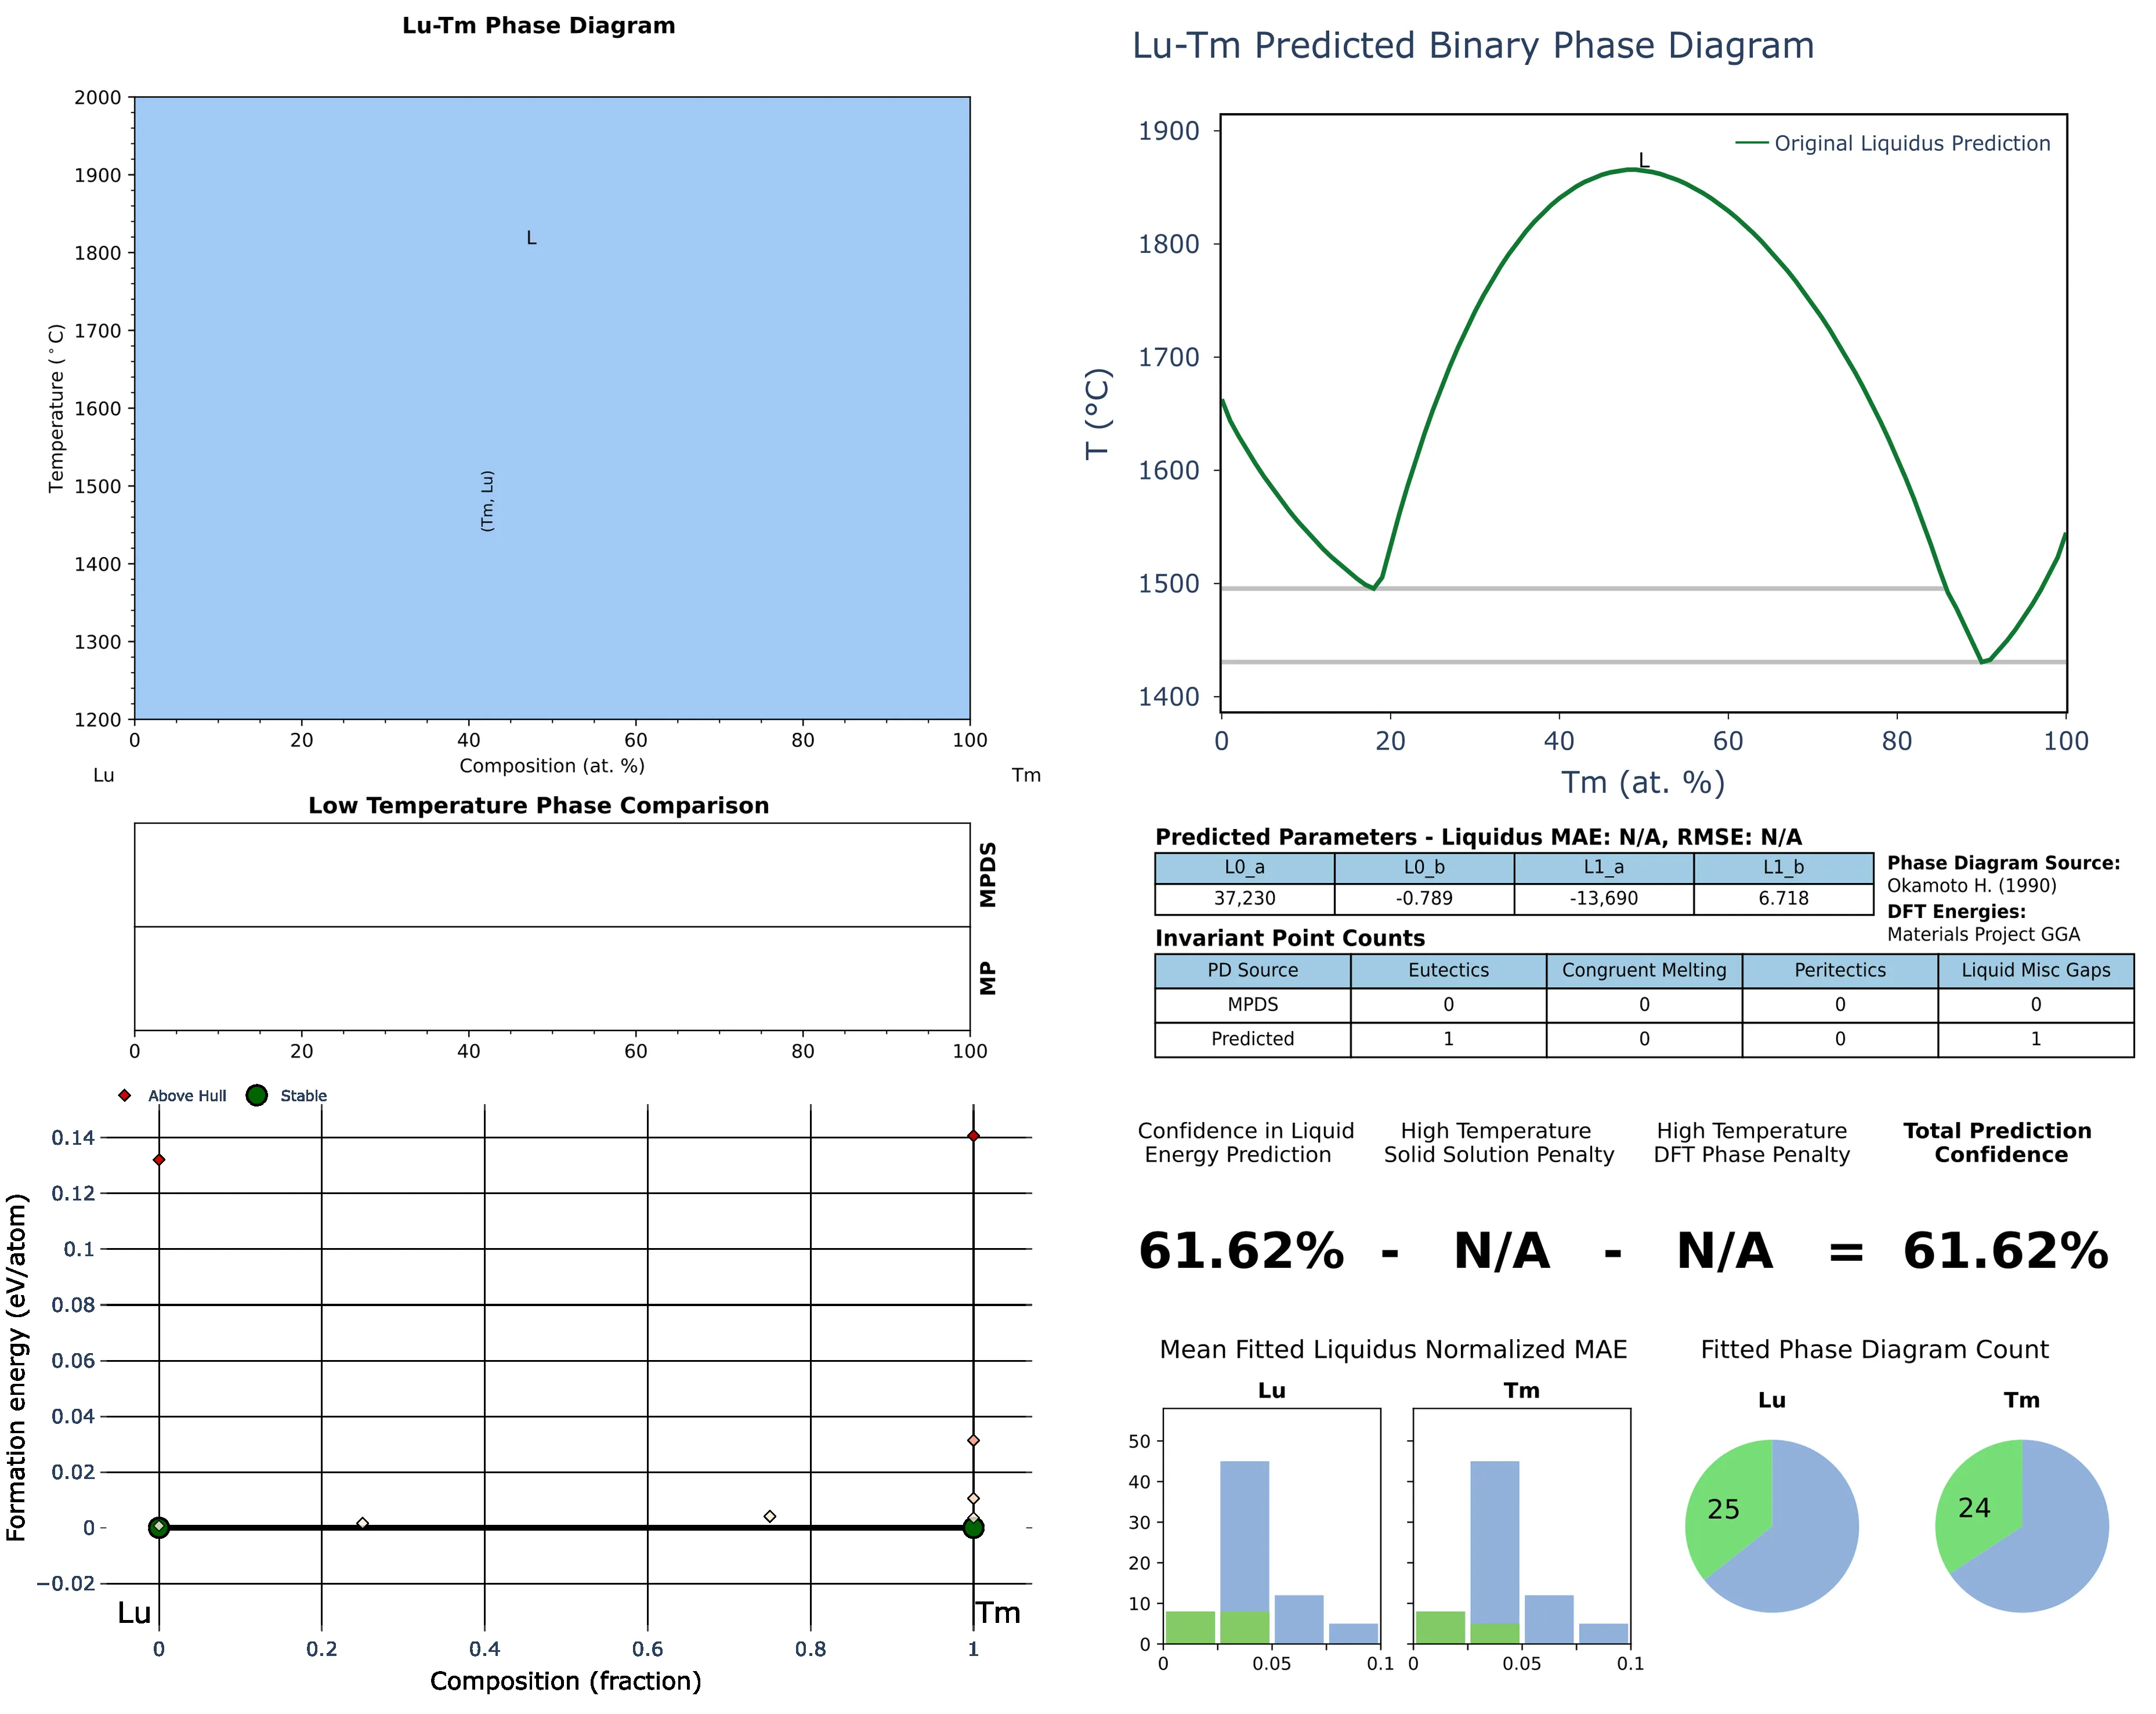 Lu-Tm Phase Diagram
2000
1900
1800
1700
1600
1500
1400
1300
1200
Temperature (°C)
L
(Tm, Lu)
0 20 40 60 80 100
Composition (at. %)
Lu Tm
Low Temperature Phase Comparison
MPDS
MP
0 20 40 60 80 100
Above Hull Stable
0.14
0.12
0.1
0.08
0.06
0.04
0.02
0
−0.02
Formation energy (eV/atom)
Lu Tm
0 0.2 0.4 0.6 0.8 1
Composition (fraction)
Lu-Tm Predicted Binary Phase Diagram
1900
1800
1700
1600
1500
1400
T (°C)
L
Original Liquidus Prediction
0 20 40 60 80 100
Tm (at. %)
Predicted Parameters - Liquidus MAE: N/A, RMSE: N/A
L0_a L0_b L1_a L1_b
37,230 -0.789 -13,690 6.718
Phase Diagram Source:
Okamoto H. (1990)
DFT Energies:
Materials Project GGA
Invariant Point Counts
PD Source Eutectics Congruent Melting Peritectics Liquid Misc Gaps
MPDS 0 0 0 0
Predicted 1 0 0 1
Confidence in Liquid
Energy Prediction
High Temperature
Solid Solution Penalty
High Temperature
DFT Phase Penalty
Total Prediction
Confidence
61.62% - N/A - N/A = 61.62%
Mean Fitted Liquidus Normalized MAE
Lu Tm
50
40
30
20
10
0
0 0.05 0.1 0 0.05 0.1
Fitted Phase Diagram Count
Lu Tm
25 24